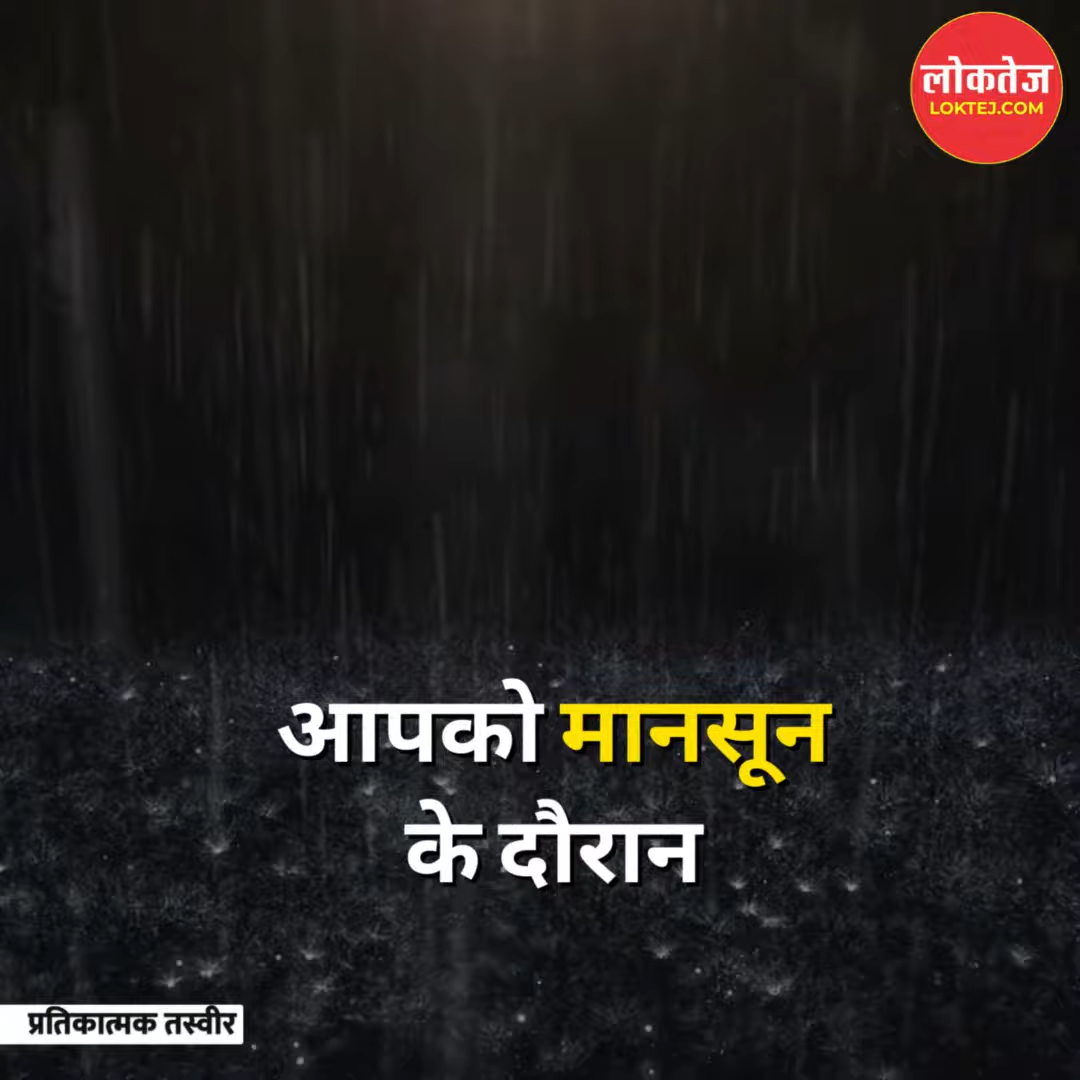 लोकतेज
LOKTEJ.COM
आपको मानसून
के दौरान
प्रतिकात्मक तस्वीर